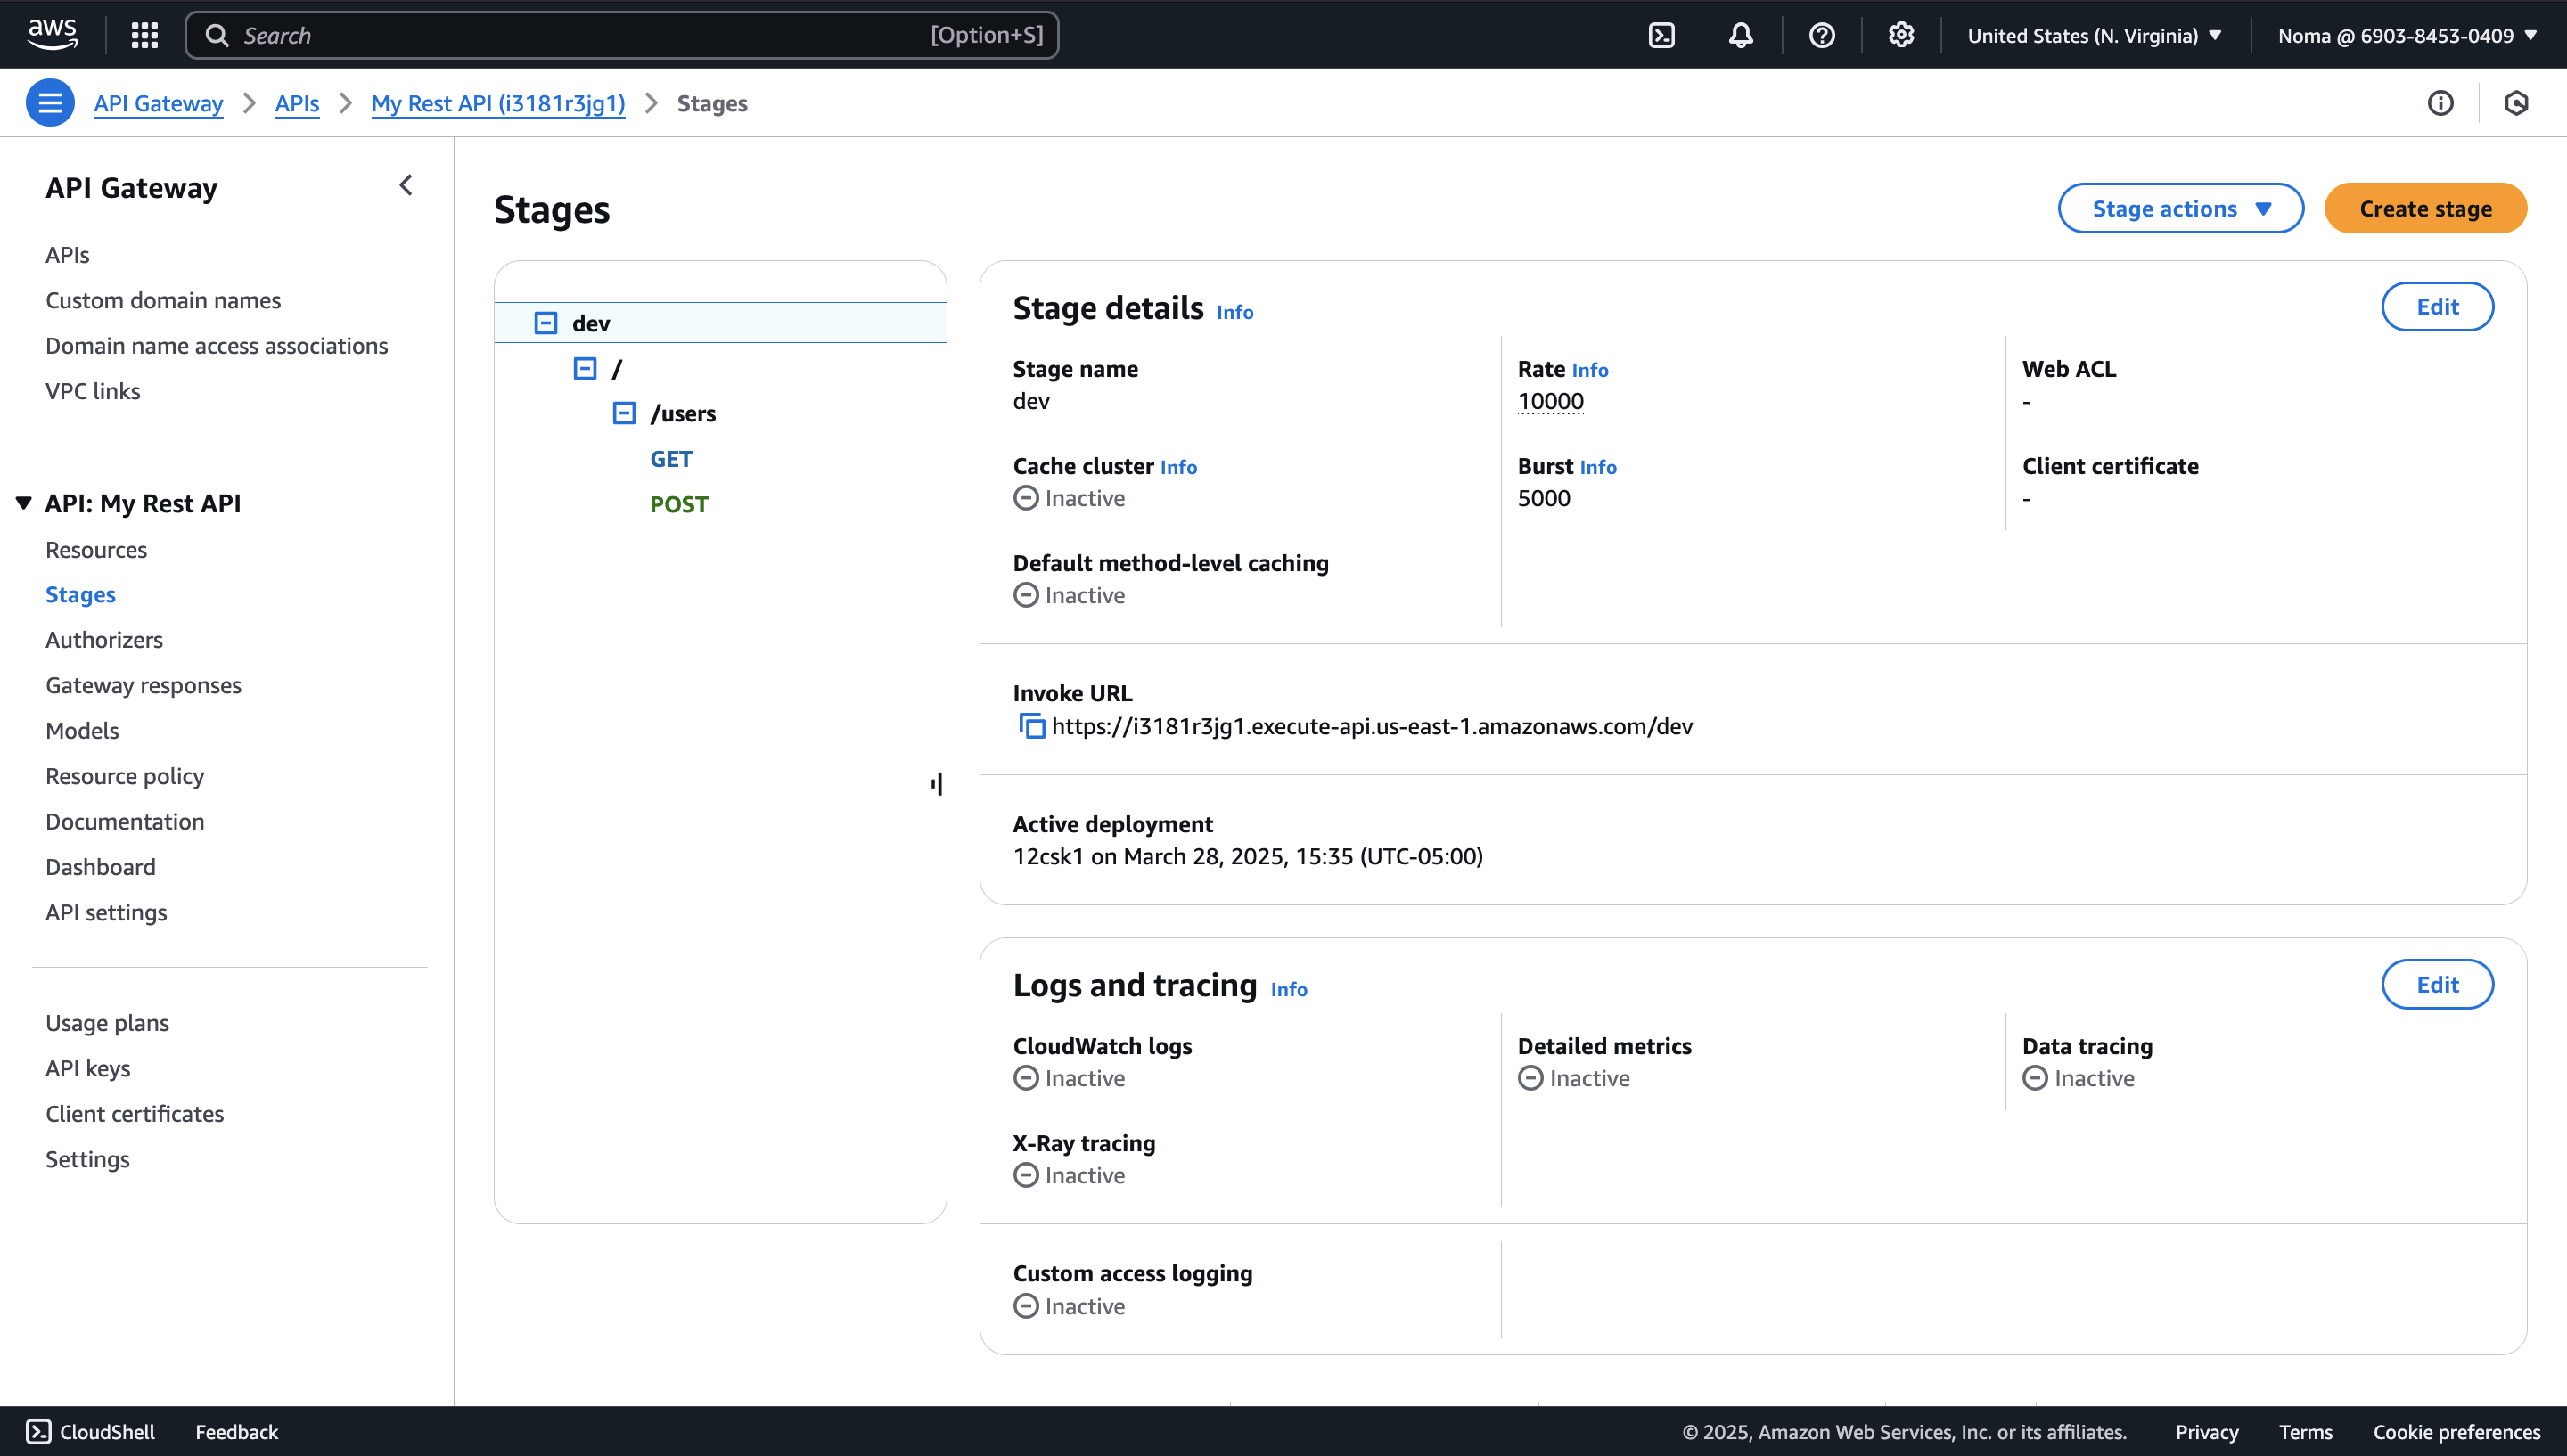 aws
Search [Option+S]
United States (N. Virginia)
Noma @ 6903-8453-0409
API Gateway
APIs
My Rest API (i3181r3jg1)
Stages
API Gateway
APIs
Custom domain names
Domain name access associations
VPC links
API: My Rest API
Resources
Stages
Authorizers
Gateway responses
Models
Resource policy
Documentation
Dashboard
API settings
Usage plans
API keys
Client certificates
Settings
Stages
Stage actions
Create stage
dev
/
/users
GET
POST
Stage details Info
Edit
Stage name
dev
Rate Info
10000
Web ACL
-
Cache cluster Info
Inactive
Burst Info
5000
Client certificate
-
Default method-level caching
Inactive
Invoke URL
https://i3181r3jg1.execute-api.us-east-1.amazonaws.com/dev
Active deployment
12csk1 on March 28, 2025, 15:35 (UTC-05:00)
Logs and tracing Info
Edit
CloudWatch logs
Inactive
Detailed metrics
Inactive
Data tracing
Inactive
X-Ray tracing
Inactive
Custom access logging
Inactive
CloudShell
Feedback
© 2025, Amazon Web Services, Inc. or its affiliates.
Privacy
Terms
Cookie preferences